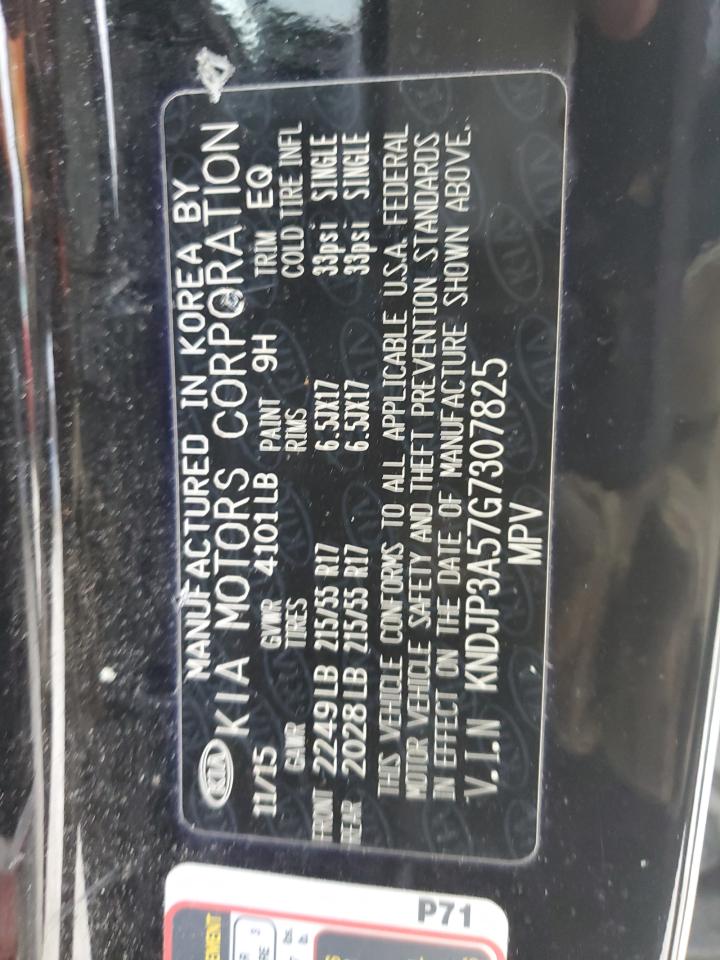 MANUFACTURED IN KOREA BY
KIA KIA MOTORS CORPORATION
11/15 GVWR 4101LB PAINT 9H TRIM EQ
GAWR TIRES RIMS COLD TIRE INFL
FRONT 2249LB 215/55 R17 6.5JX17 33psi SINGLE
REAR 2028LB 215/55 R17 6.5JX17 33psi SINGLE
THIS VEHICLE CONFORMS TO ALL APPLICABLE U.S.A. FEDERAL
MOTOR VEHICLE SAFETY AND THEFT PREVENTION STANDARDS
IN EFFECT ON THE DATE OF MANUFACTURE SHOWN ABOVE.
V.I.N KNDJP3A57G7307825
MPV
P71